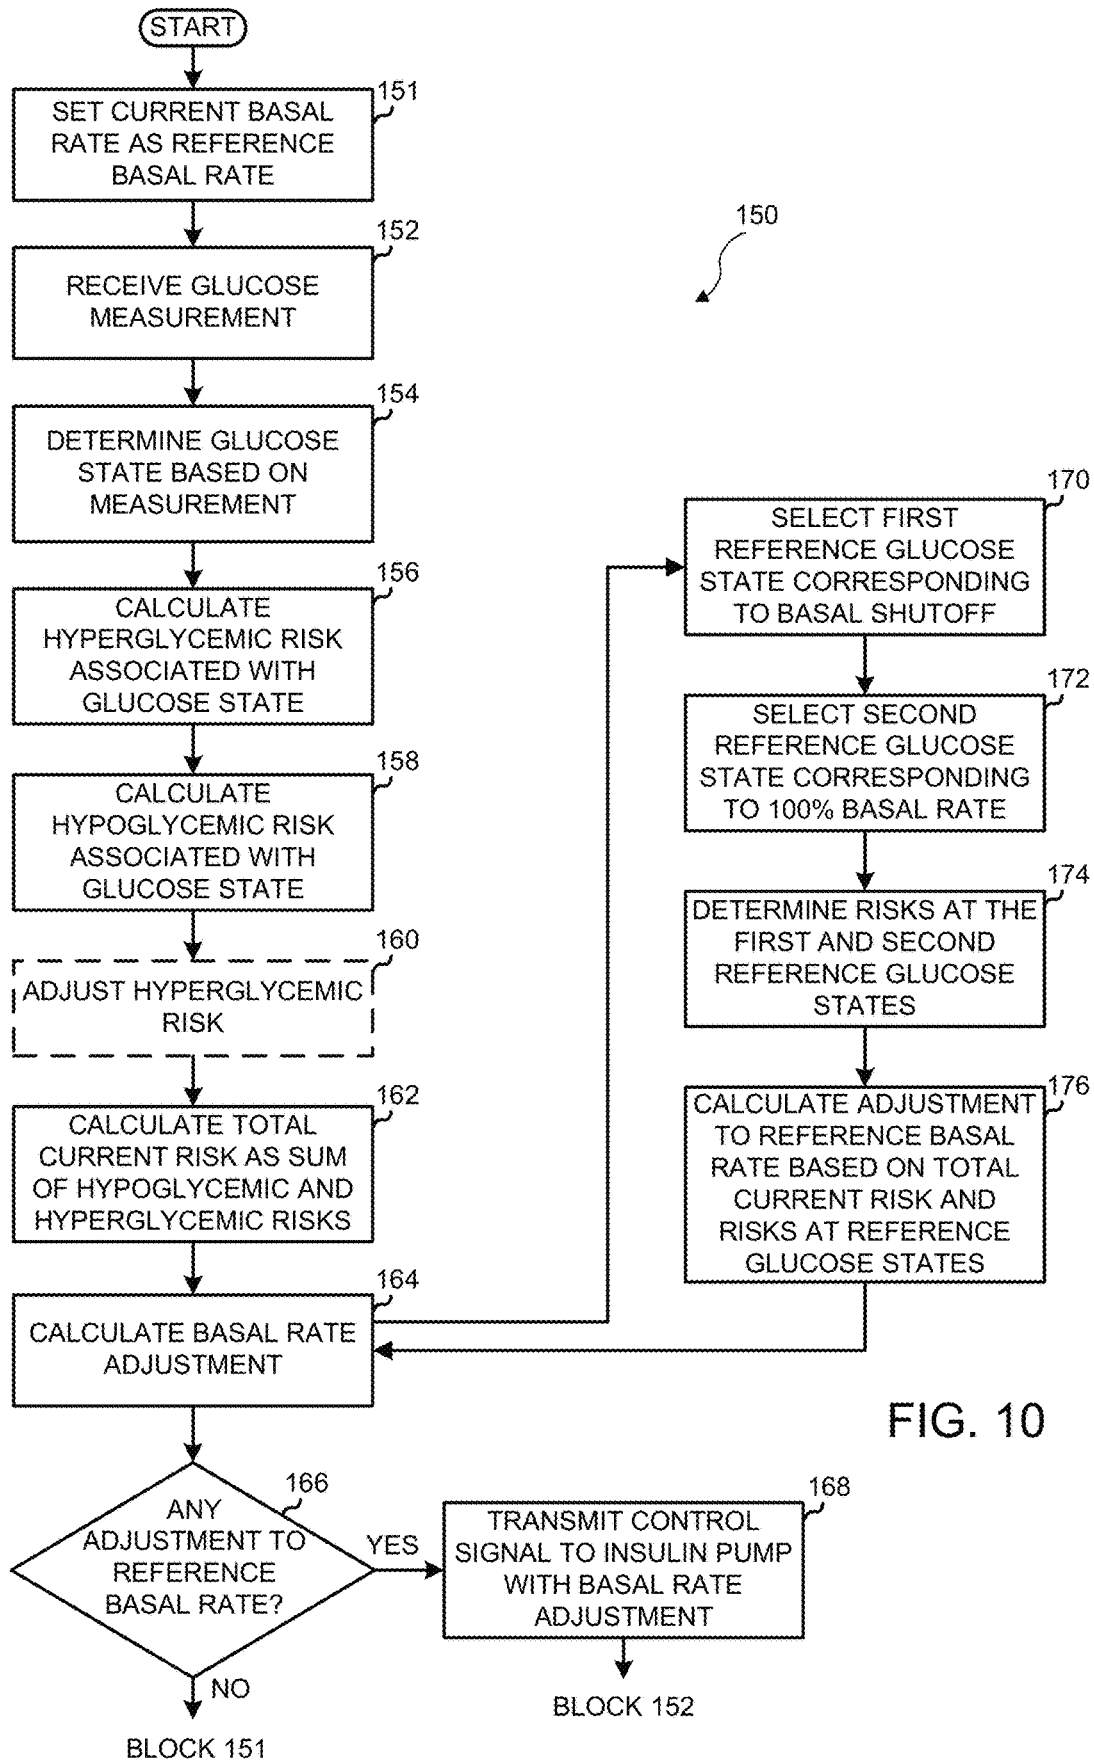 START
151
SET CURRENT BASAL
RATE AS REFERENCE
BASAL RATE
152
RECEIVE GLUCOSE
MEASUREMENT
150
154
DETERMINE GLUCOSE
STATE BASED ON
MEASUREMENT
156
CALCULATE
HYPERGLYCEMIC RISK
ASSOCIATED WITH
GLUCOSE STATE
158
CALCULATE
HYPOGLYCEMIC RISK
ASSOCIATED WITH
GLUCOSE STATE
160
ADJUST HYPERGLYCEMIC
RISK
162
CALCULATE TOTAL
CURRENT RISK AS SUM
OF HYPOGLYCEMIC AND
HYPERGLYCEMIC RISKS
164
CALCULATE BASAL RATE
ADJUSTMENT
170
SELECT FIRST
REFERENCE GLUCOSE
STATE CORRESPONDING
TO BASAL SHUTOFF
172
SELECT SECOND
REFERENCE GLUCOSE
STATE CORRESPONDING
TO 100% BASAL RATE
174
DETERMINE RISKS AT THE
FIRST AND SECOND
REFERENCE GLUCOSE
STATES
176
CALCULATE ADJUSTMENT
TO REFERENCE BASAL
RATE BASED ON TOTAL
CURRENT RISK AND
RISKS AT REFERENCE
GLUCOSE STATES
FIG. 10
166
ANY
ADJUSTMENT TO
REFERENCE
BASAL RATE?
YES
168
TRANSMIT CONTROL
SIGNAL TO INSULIN PUMP
WITH BASAL RATE
ADJUSTMENT
NO
BLOCK 152
BLOCK 151